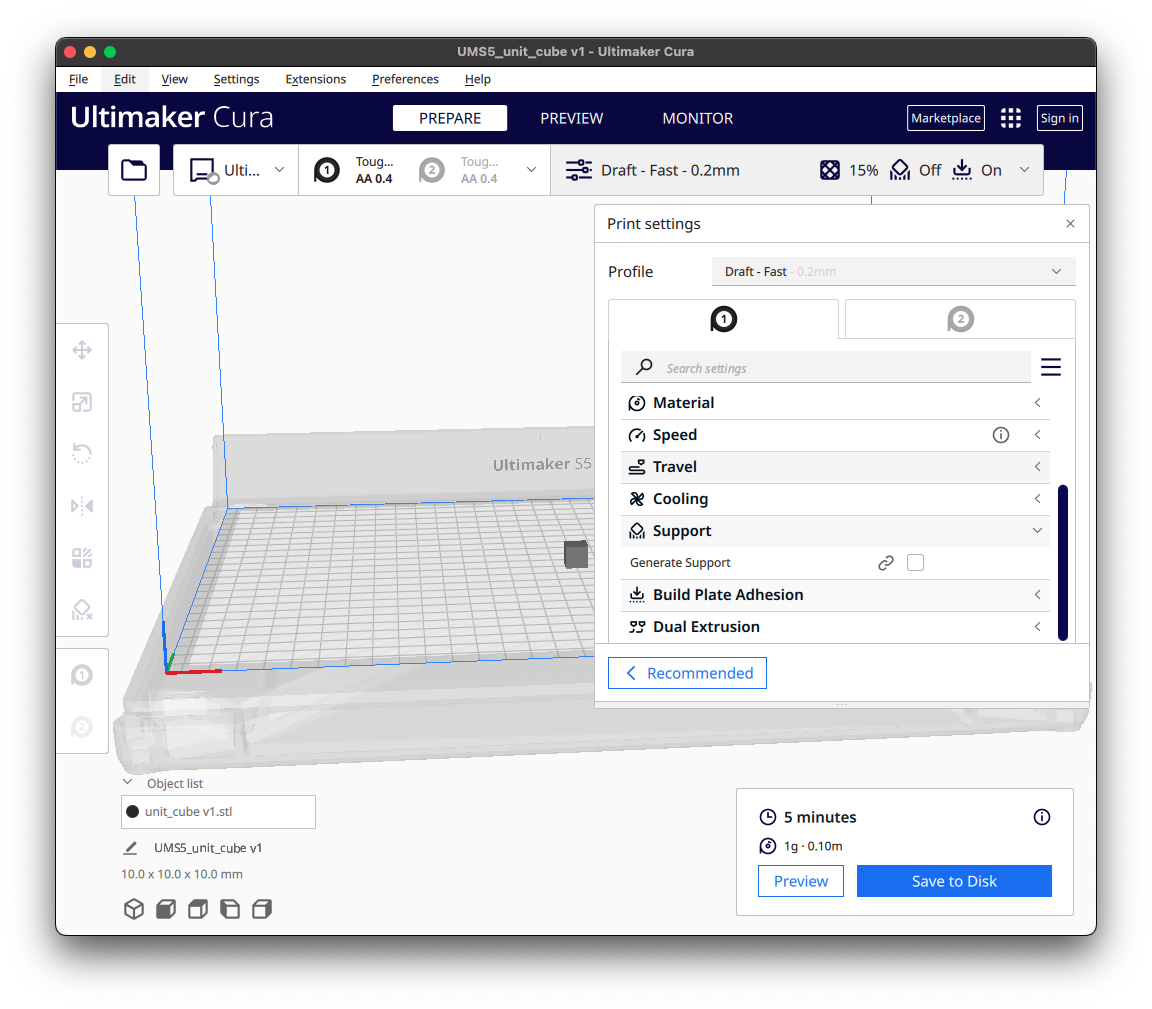 UMS5_unit_cube v1 - Ultimaker Cura
File Edit View Settings Extensions Preferences Help
Ultimaker Cura PREPARE PREVIEW MONITOR Marketplace Sign in
Ulti... 1 Toug... AA 0.4 2 Toug... AA 0.4 Draft - Fast - 0.2mm 15% Off On
Print settings
Profile Draft - Fast - 0.2mm
1 2
Search settings
Material
Speed
Travel
Cooling
Support
Generate Support
Build Plate Adhesion
Dual Extrusion
Recommended
Ultimaker S5
1
2
Object list
unit_cube v1.stl
UMS5_unit_cube v1
10.0 x 10.0 x 10.0 mm
5 minutes
1g · 0.10m
Preview Save to Disk